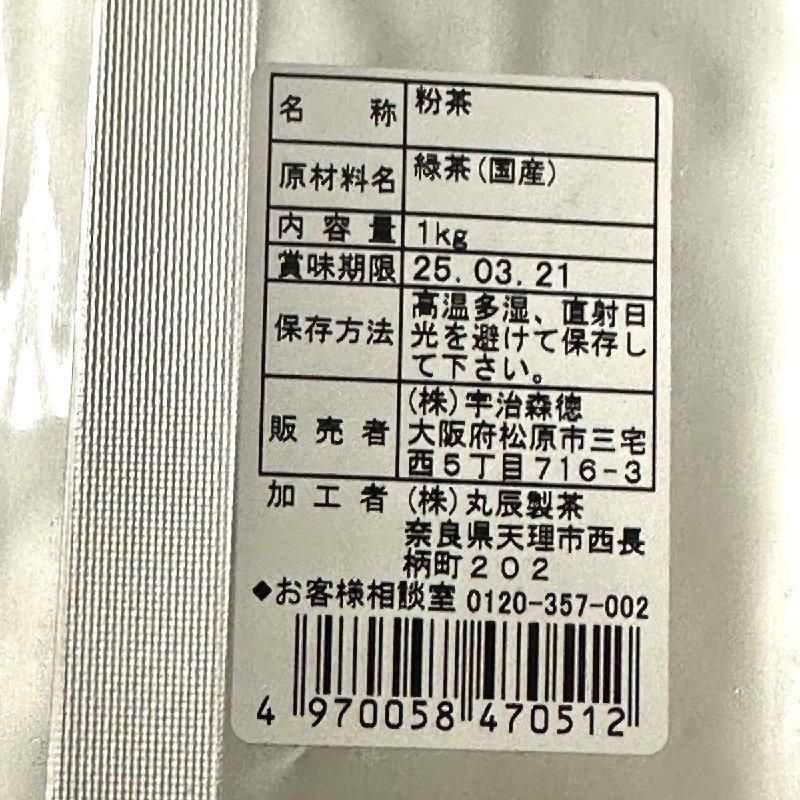 名称 粉茶
原材料名 緑茶(国産)
内容量 1kg
賞味期限 25.03.21
保存方法 高温多湿、直射日
光を避けて保存し
て下さい。
販売者 (株)宇治森徳
大阪府松原市三宅
西5丁目716-3
加工者 (株)丸辰製茶
奈良県天理市西長
柄町202
◆お客様相談室 0120-357-002
4 970058 470512